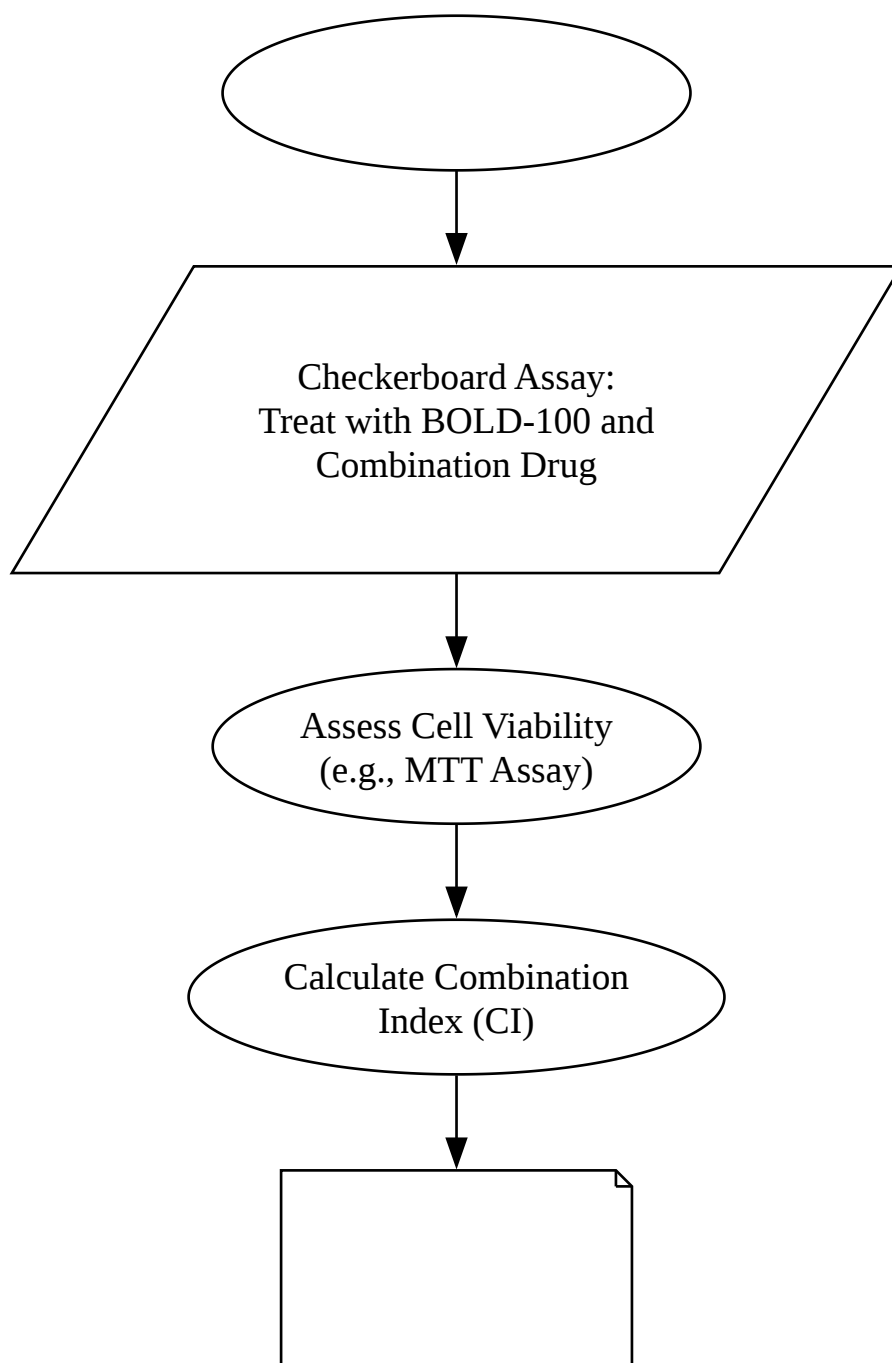 Checkerboard Assay:
Treat with BOLD-100 and
Combination Drug
Assess Cell Viability
(e.g., MTT Assay)
Calculate Combination
Index (CI)